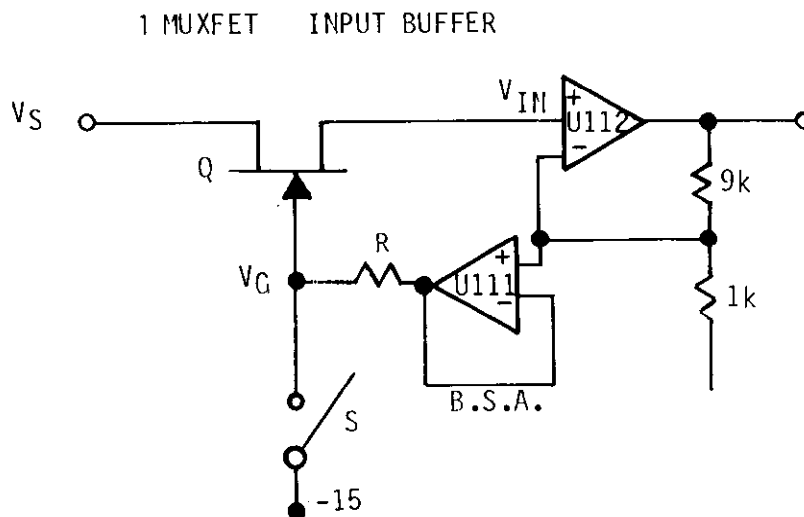 1 MUXFET INPUT BUFFER
VS
VIN
+
U112
-
Q
9k
R
VG
+
U111
-
1k
B.S.A.
S
-15